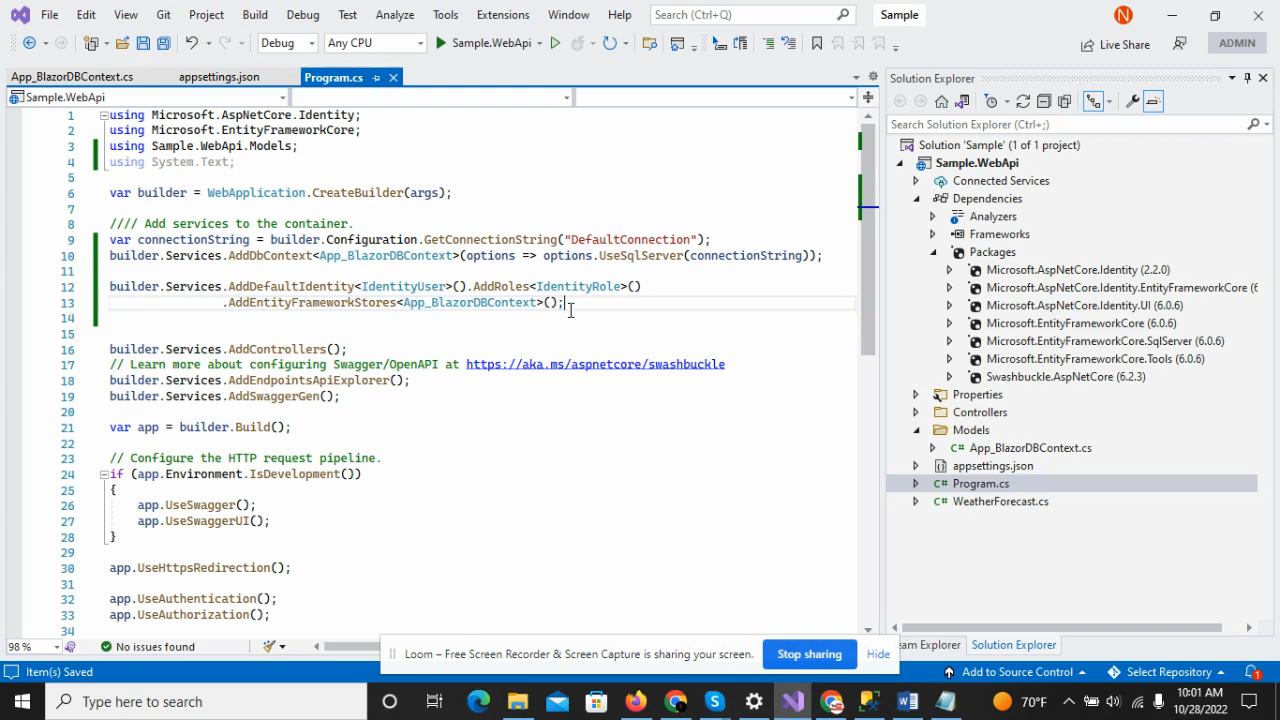 File Edit View Git Project Build Debug Test Analyze Tools Extensions Window Help Search (Ctrl+Q) Sample N
Debug Any CPU Sample.WebApi Live Share ADMIN
App_BlazorDBContext.cs appsettings.json Program.cs
Sample.WebApi
1 using Microsoft.AspNetCore.Identity;
2 using Microsoft.EntityFrameworkCore;
3 using Sample.WebApi.Models;
4 using System.Text;
5
6 var builder = WebApplication.CreateBuilder(args);
7
8 //// Add services to the container.
9 var connectionString = builder.Configuration.GetConnectionString("DefaultConnection");
10 builder.Services.AddDbContext<App_BlazorDBContext>(options => options.UseSqlServer(connectionString));
11
12 builder.Services.AddDefaultIdentity<IdentityUser>().AddRoles<IdentityRole>()
13 .AddEntityFrameworkStores<App_BlazorDBContext>();
14
15
16 builder.Services.AddControllers();
17 // Learn more about configuring Swagger/OpenAPI at https://aka.ms/aspnetcore/swashbuckle
18 builder.Services.AddEndpointsApiExplorer();
19 builder.Services.AddSwaggerGen();
20
21 var app = builder.Build();
22
23 // Configure the HTTP request pipeline.
24 if (app.Environment.IsDevelopment())
25 {
26 app.UseSwagger();
27 app.UseSwaggerUI();
28 }
29
30 app.UseHttpsRedirection();
31
32 app.UseAuthentication();
33 app.UseAuthorization();
34
98 % No issues found
Solution Explorer
Search Solution Explorer (Ctrl+;)
Solution 'Sample' (1 of 1 project)
Sample.WebApi
Connected Services
Dependencies
Analyzers
Frameworks
Packages
Microsoft.AspNetCore.Identity (2.2.0)
Microsoft.AspNetCore.Identity.EntityFrameworkCore (6
Microsoft.AspNetCore.Identity.UI (6.0.6)
Microsoft.EntityFrameworkCore (6.0.6)
Microsoft.EntityFrameworkCore.SqlServer (6.0.6)
Microsoft.EntityFrameworkCore.Tools (6.0.6)
Swashbuckle.AspNetCore (6.2.3)
Properties
Controllers
Models
C# App_BlazorDBContext.cs
appsettings.json
C# Program.cs
C# WeatherForecast.cs
eam Explorer Solution Explorer
Loom – Free Screen Recorder & Screen Capture is sharing your screen. Stop sharing Hide
Item(s) Saved Add to Source Control Select Repository 1
Type here to search 70°F 10:01 AM
10/28/2022